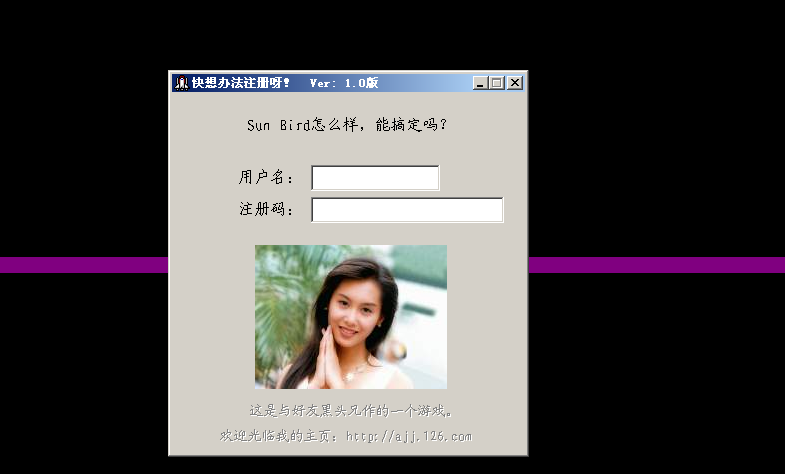 快想办法注册呀!  Ver: 1.0版
Sun Bird怎么样，能搞定吗？
用户名：
注册码：
这是与好友黑头兄作的一个游戏。
欢迎光临我的主页：http://ajj.126.com